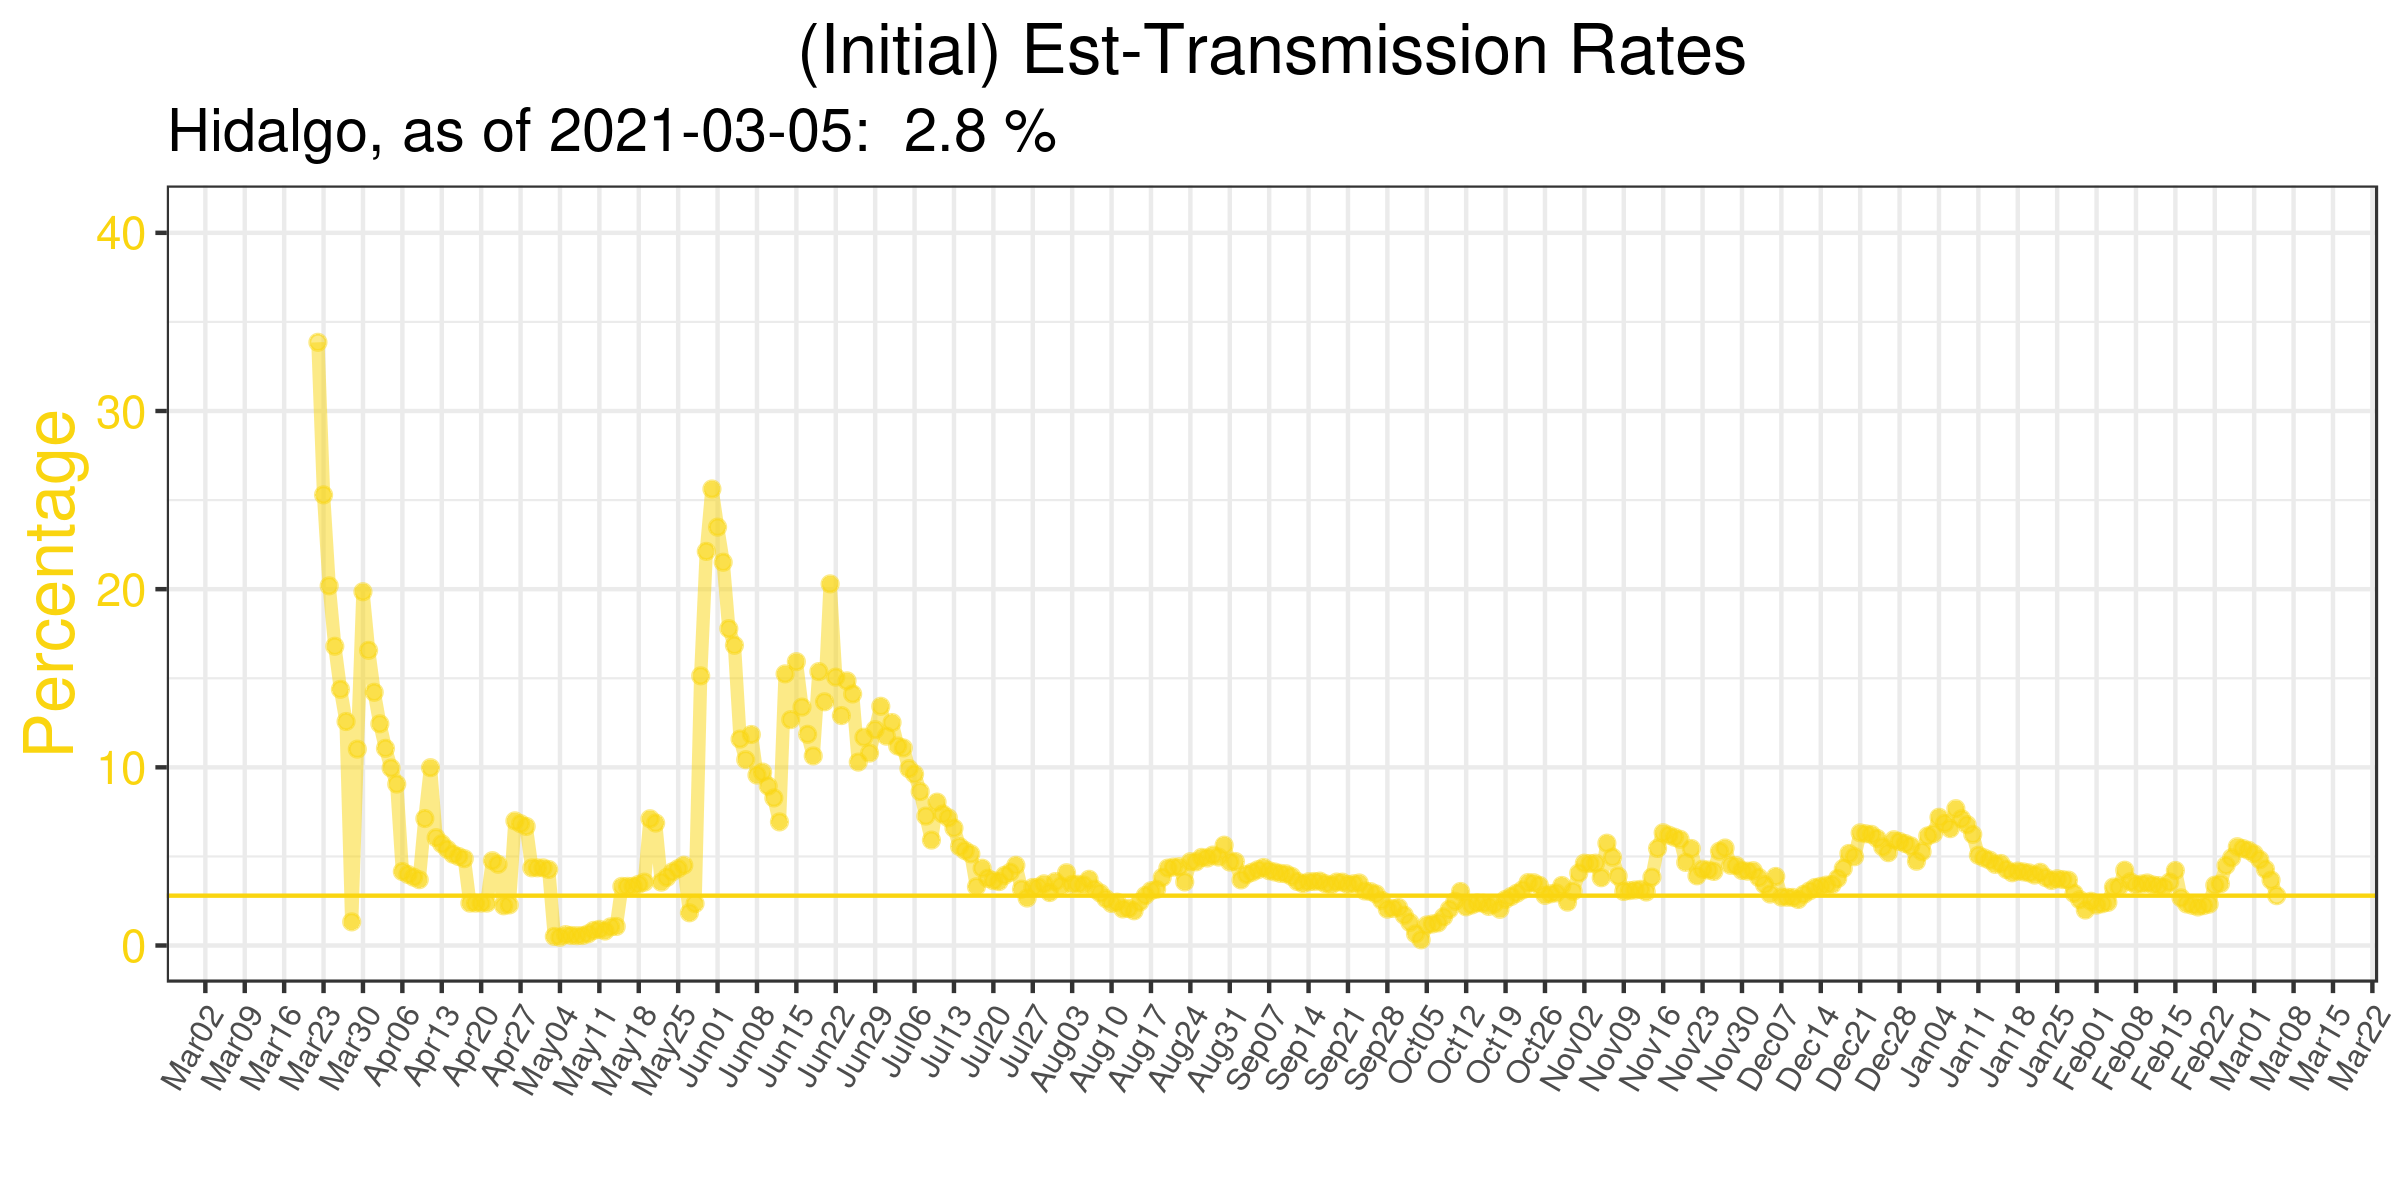 (Initial) Est-Transmission Rates
Hidalgo, as of 2021-03-05:  2.8 %
Percentage
40
30
20
10
0
Mar02
Mar09
Mar16
Mar23
Mar30
Apr06
Apr13
Apr20
Apr27
May04
May11
May18
May25
Jun01
Jun08
Jun15
Jun22
Jun29
Jul06
Jul13
Jul20
Jul27
Aug03
Aug10
Aug17
Aug24
Aug31
Sep07
Sep14
Sep21
Sep28
Oct05
Oct12
Oct19
Oct26
Nov02
Nov09
Nov16
Nov23
Nov30
Dec07
Dec14
Dec21
Dec28
Jan04
Jan11
Jan18
Jan25
Feb01
Feb08
Feb15
Feb22
Mar01
Mar08
Mar15
Mar22